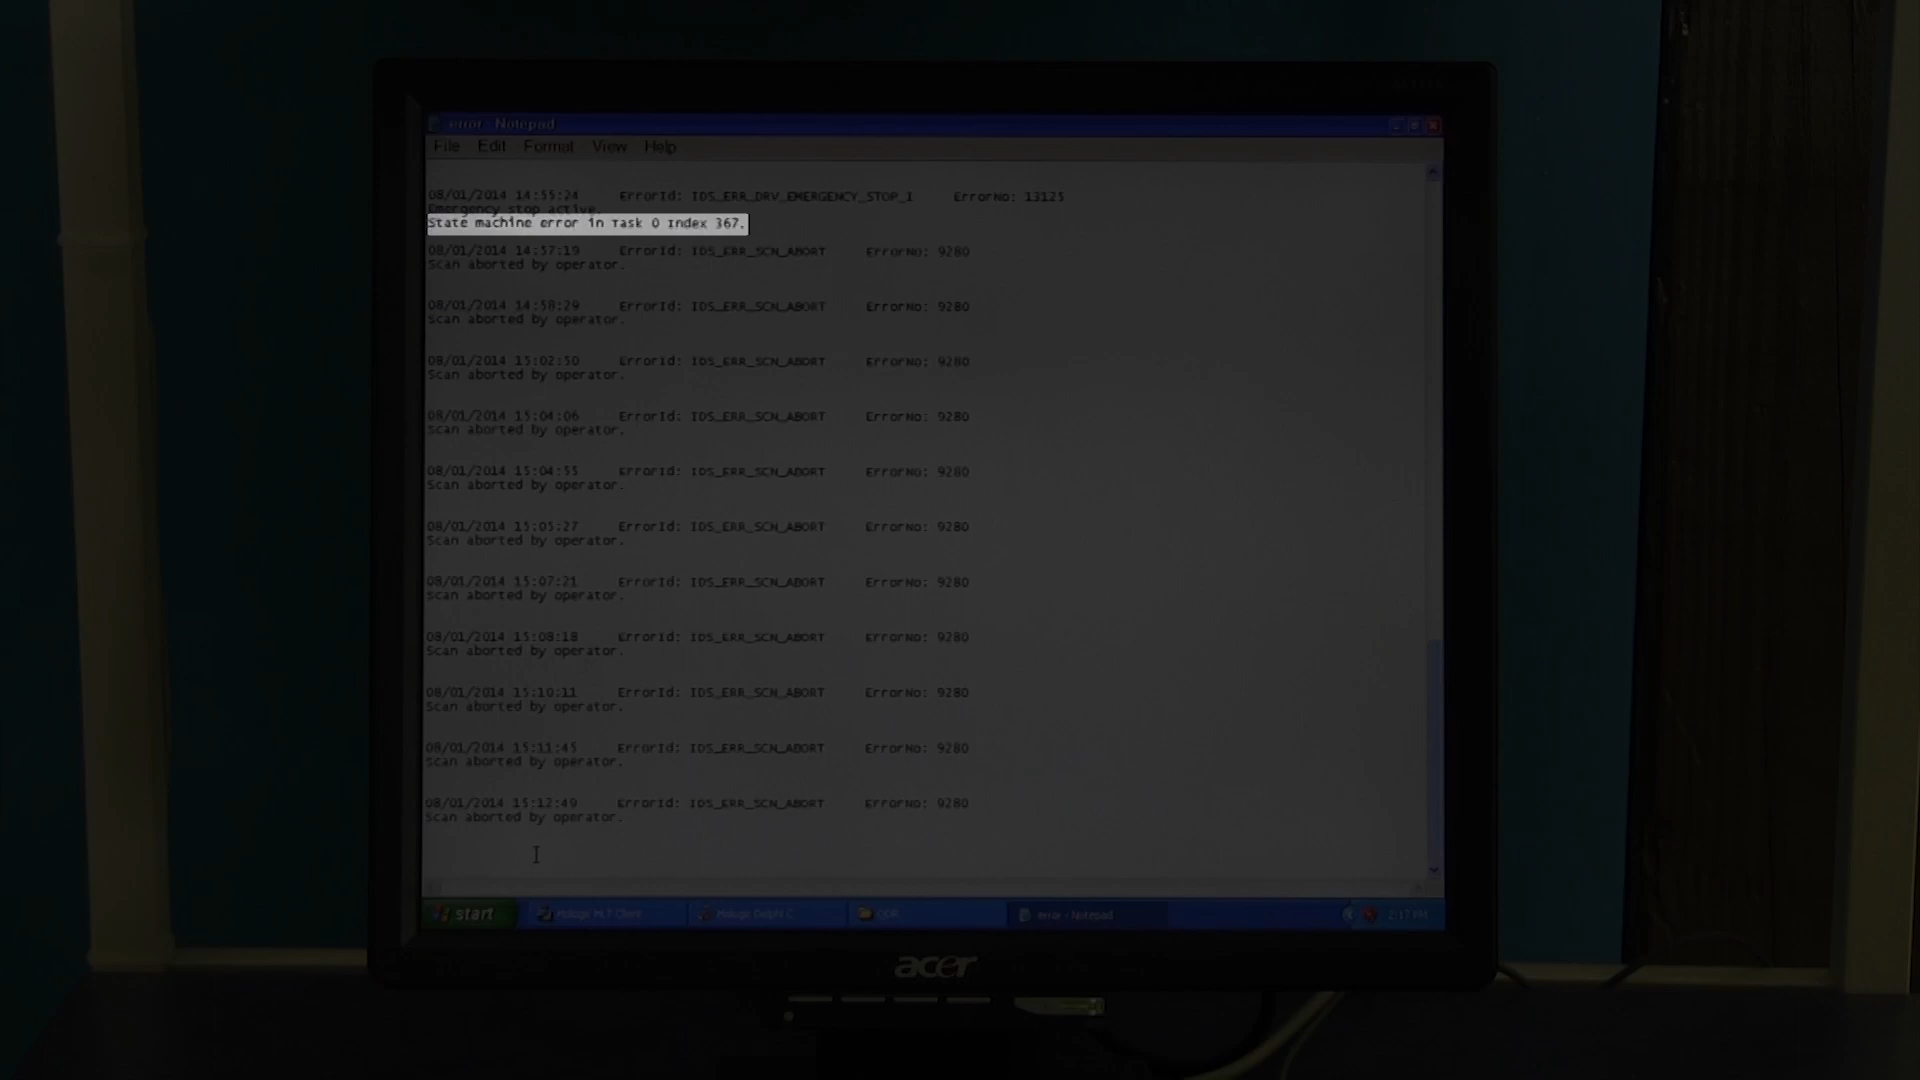 error - Notepad
File Edit Format View Help
08/01/2014 14:55:24 ErrorId: IDS_ERR_DRV_EMERGENCY_STOP_I ErrorNo: 13125
Emergency stop active.
State machine error in Task 0 Index 367.
08/01/2014 14:57:19 ErrorId: IDS_ERR_SCN_ABORT ErrorNo: 9280
Scan aborted by operator.
08/01/2014 14:58:29 ErrorId: IDS_ERR_SCN_ABORT ErrorNo: 9280
Scan aborted by operator.
08/01/2014 15:02:50 ErrorId: IDS_ERR_SCN_ABORT ErrorNo: 9280
Scan aborted by operator.
08/01/2014 15:04:06 ErrorId: IDS_ERR_SCN_ABORT ErrorNo: 9280
Scan aborted by operator.
08/01/2014 15:04:55 ErrorId: IDS_ERR_SCN_ABORT ErrorNo: 9280
Scan aborted by operator.
08/01/2014 15:05:27 ErrorId: IDS_ERR_SCN_ABORT ErrorNo: 9280
Scan aborted by operator.
08/01/2014 15:07:21 ErrorId: IDS_ERR_SCN_ABORT ErrorNo: 9280
Scan aborted by operator.
08/01/2014 15:08:18 ErrorId: IDS_ERR_SCN_ABORT ErrorNo: 9280
Scan aborted by operator.
08/01/2014 15:10:11 ErrorId: IDS_ERR_SCN_ABORT ErrorNo: 9280
Scan aborted by operator.
08/01/2014 15:11:45 ErrorId: IDS_ERR_SCN_ABORT ErrorNo: 9280
Scan aborted by operator.
08/01/2014 15:12:49 ErrorId: IDS_ERR_SCN_ABORT ErrorNo: 9280
Scan aborted by operator.
start Hologic Client Hologic Delphi C QDR error - Notepad 2:17 PM
acer